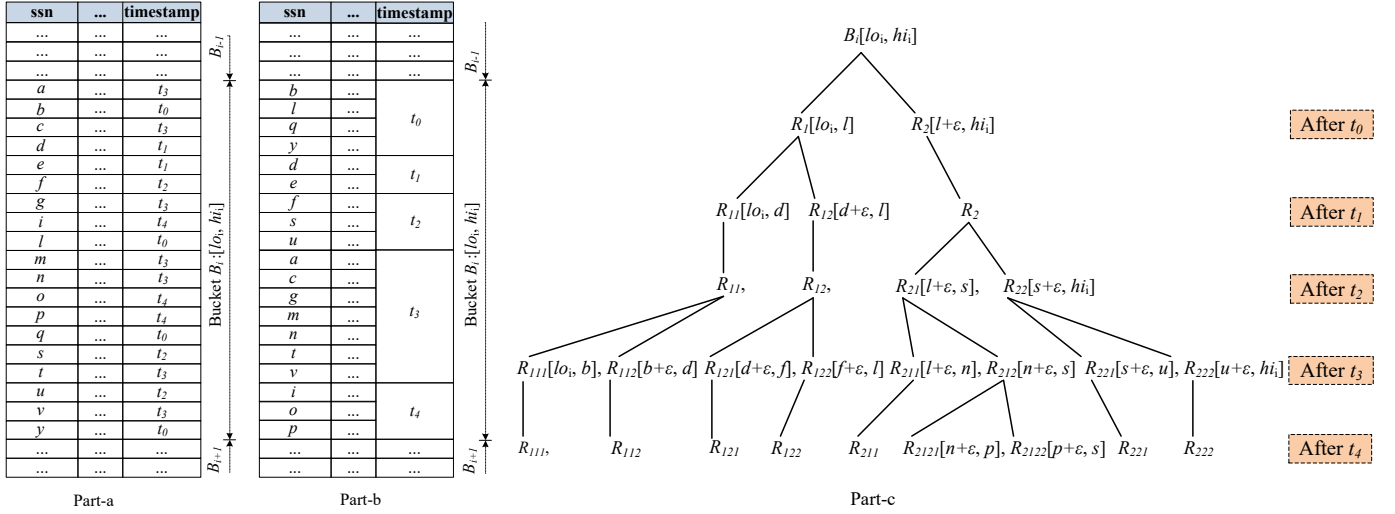 ssn ... timestamp
... ... ...
... ... ...
... ... ...
a ... t3
b ... t0
c ... t3
d ... t1
e ... t1
f ... t2
g ... t3
i ... t4
l ... t0
m ... t3
n ... t3
o ... t4
p ... t4
q ... t0
s ... t2
t ... t3
u ... t2
v ... t3
y ... t0
... ... ...
... ... ...
Bi-1
Bucket Bi:[loi, hii]
Bi+1
Part-a
ssn ... timestamp
... ... ...
... ... ...
... ... ...
b ... t0
l ...
q ...
y ...
d ... t1
e ...
f ... t2
s ...
u ...
a ... t3
c ...
g ...
m ...
n ...
t ...
v ...
i ... t4
o ...
p ...
... ... ...
... ... ...
Bi-1
Bucket Bi:[loi, hii]
Bi+1
Part-b
Bi[loi, hii]
R1[loi, l] R2[l+ε, hii] After t0
R11[loi, d] R12[d+ε, l] R2 After t1
R11, R12, R21[l+ε, s], R22[s+ε, hii] After t2
R111[loi, b] R112[b+ε, d] R121[d+ε, f], R122[f+ε, l] R211[l+ε, n], R212[n+ε, s] R221[s+ε, u], R222[u+ε, hii] After t3
R111, R112 R121 R122 R211 R2121[n+ε, p], R2122[p+ε, s] R221 R222 After t4
Part-c